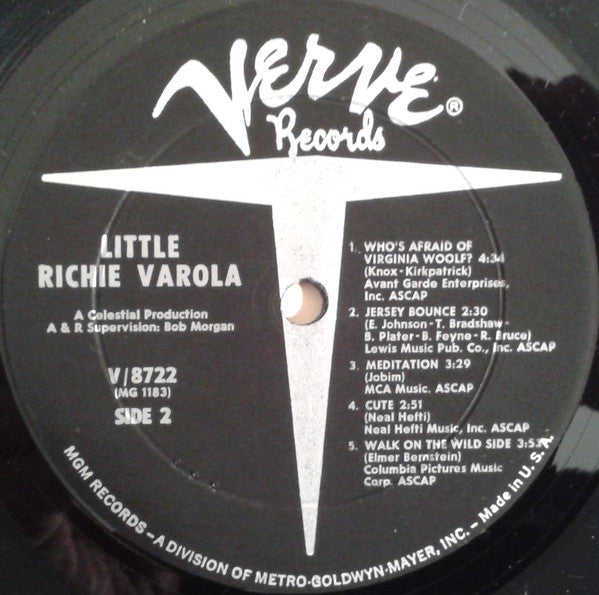 Verve®
Records
LITTLE
RICHIE VAROLA
A Celestial Production
A & R Supervision: Bob Morgan
V/8722
(MG 1183)
SIDE 2
1. WHO'S AFRAID OF
VIRGINIA WOOLF? 4:34
(Knox-Kirkpatrick)
Avant Garde Enterprises,
Inc. ASCAP
2. JERSEY BOUNCE 2:30
(E. Johnson-T. Bradshaw-
B. Plater-B. Feyne-R. Bruce)
Lewis Music Pub. Co., Inc. ASCAP
3. MEDITATION 3:29
(Jobim)
MCA Music. ASCAP
4. CUTE 2:51
(Neal Hefti)
Neal Hefti Music, Inc. ASCAP
5. WALK ON THE WILD SIDE 3:53
(Elmer Bernstein)
Columbia Pictures Music
Corp. ASCAP
MGM RECORDS – A DIVISION OF METRO-GOLDWYN-MAYER, INC. – Made in U. S. A.